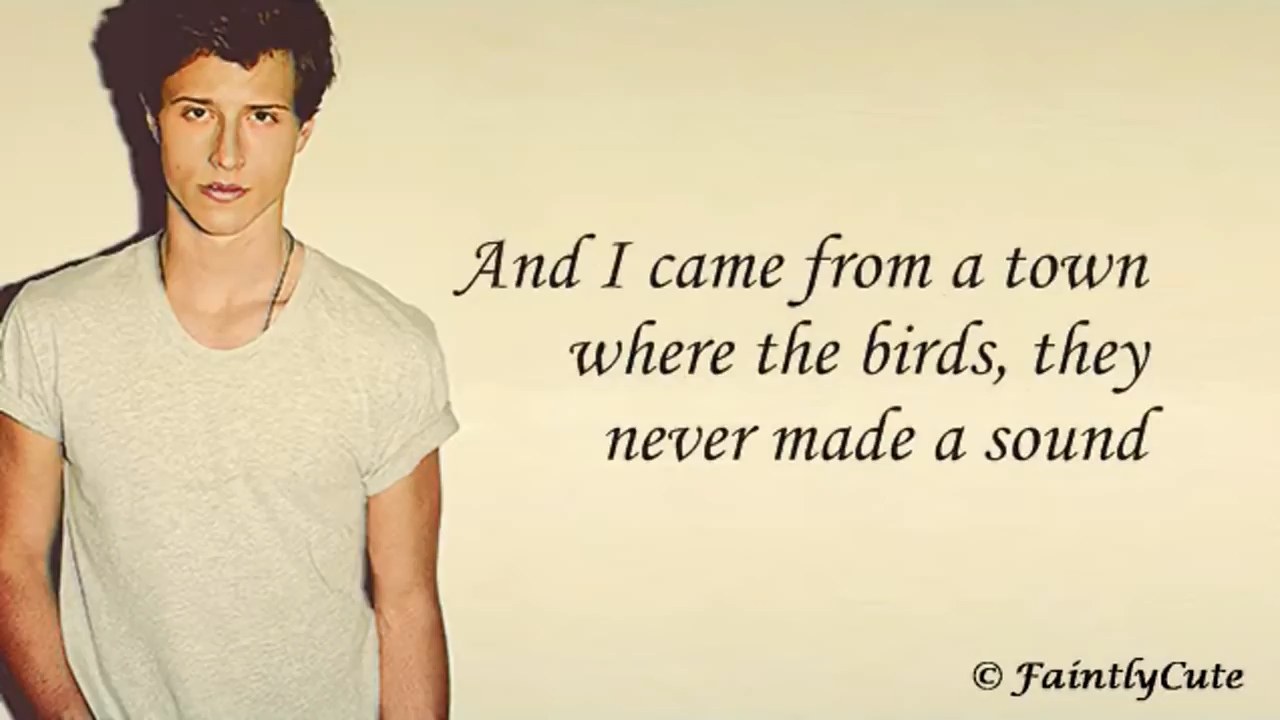 And I came from a town
where the birds, they
never made a sound
© FaintlyCute